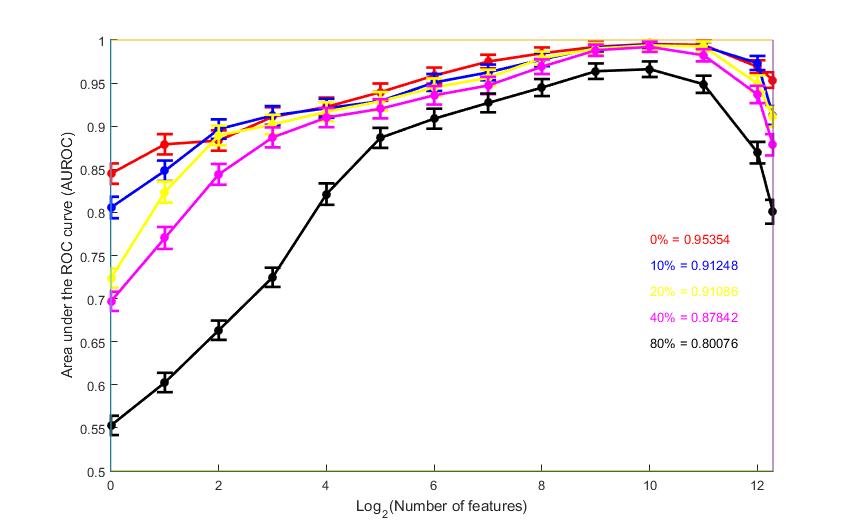 Area under the ROC curve (AUROC)
1
0.95
0.9
0.85
0.8
0.75
0.7
0.65
0.6
0.55
0.5
0% = 0.95354
10% = 0.91248
20% = 0.91086
40% = 0.87842
80% = 0.80076
0 2 4 6 8 10 12
Log2(Number of features)